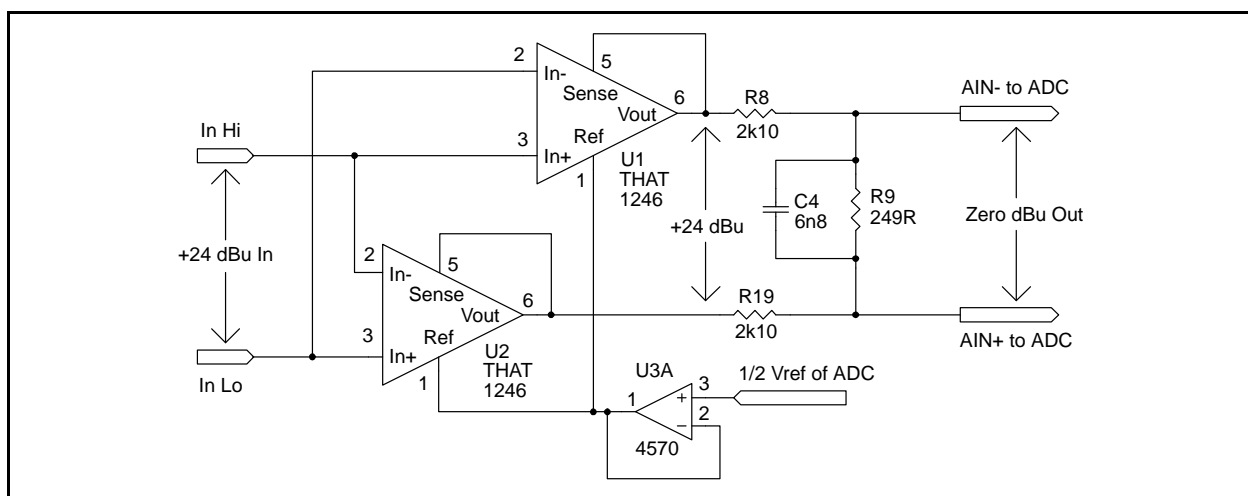 2
In-
5
Sense
Vout
6
Ref
3
In+
1
U1
THAT
1246
R8
2k10
AIN- to ADC
In Hi
+24 dBu In
In Lo
+24 dBu
C4
6n8
R9
249R
Zero dBu Out
2
In-
5
Sense
Vout
6
Ref
3
In+
1
U2
THAT
1246
R19
2k10
AIN+ to ADC
U3A
1/2 Vref of ADC
1
3
+
2
−
4570